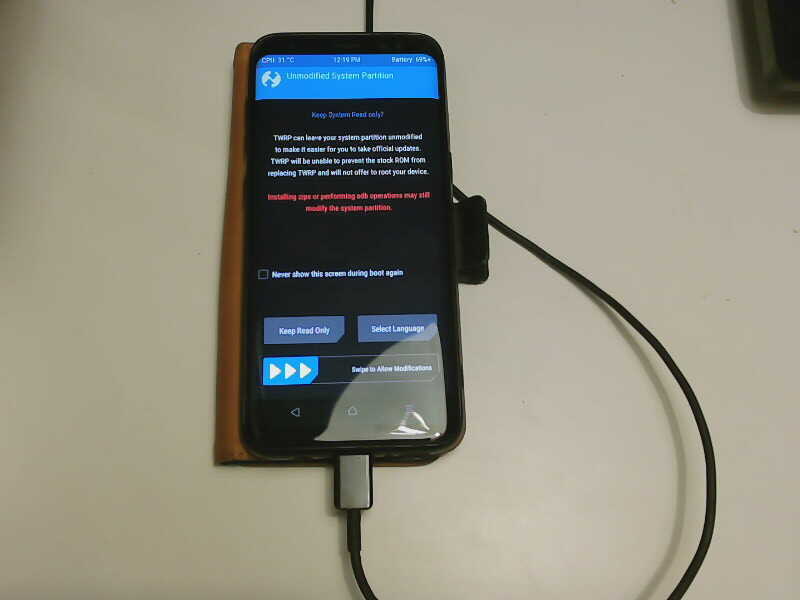 CPU: 31 °C 12:19 PM Battery: 69%+
Unmodified System Partition
Keep System Read only?
TWRP can leave your system partition unmodified
to make it easier for you to take official updates.
TWRP will be unable to prevent the stock ROM from
replacing TWRP and will not offer to root your device.
Installing zips or performing adb operations may still
modify the system partition.
Never show this screen during boot again
Keep Read Only Select Language
Swipe to Allow Modifications